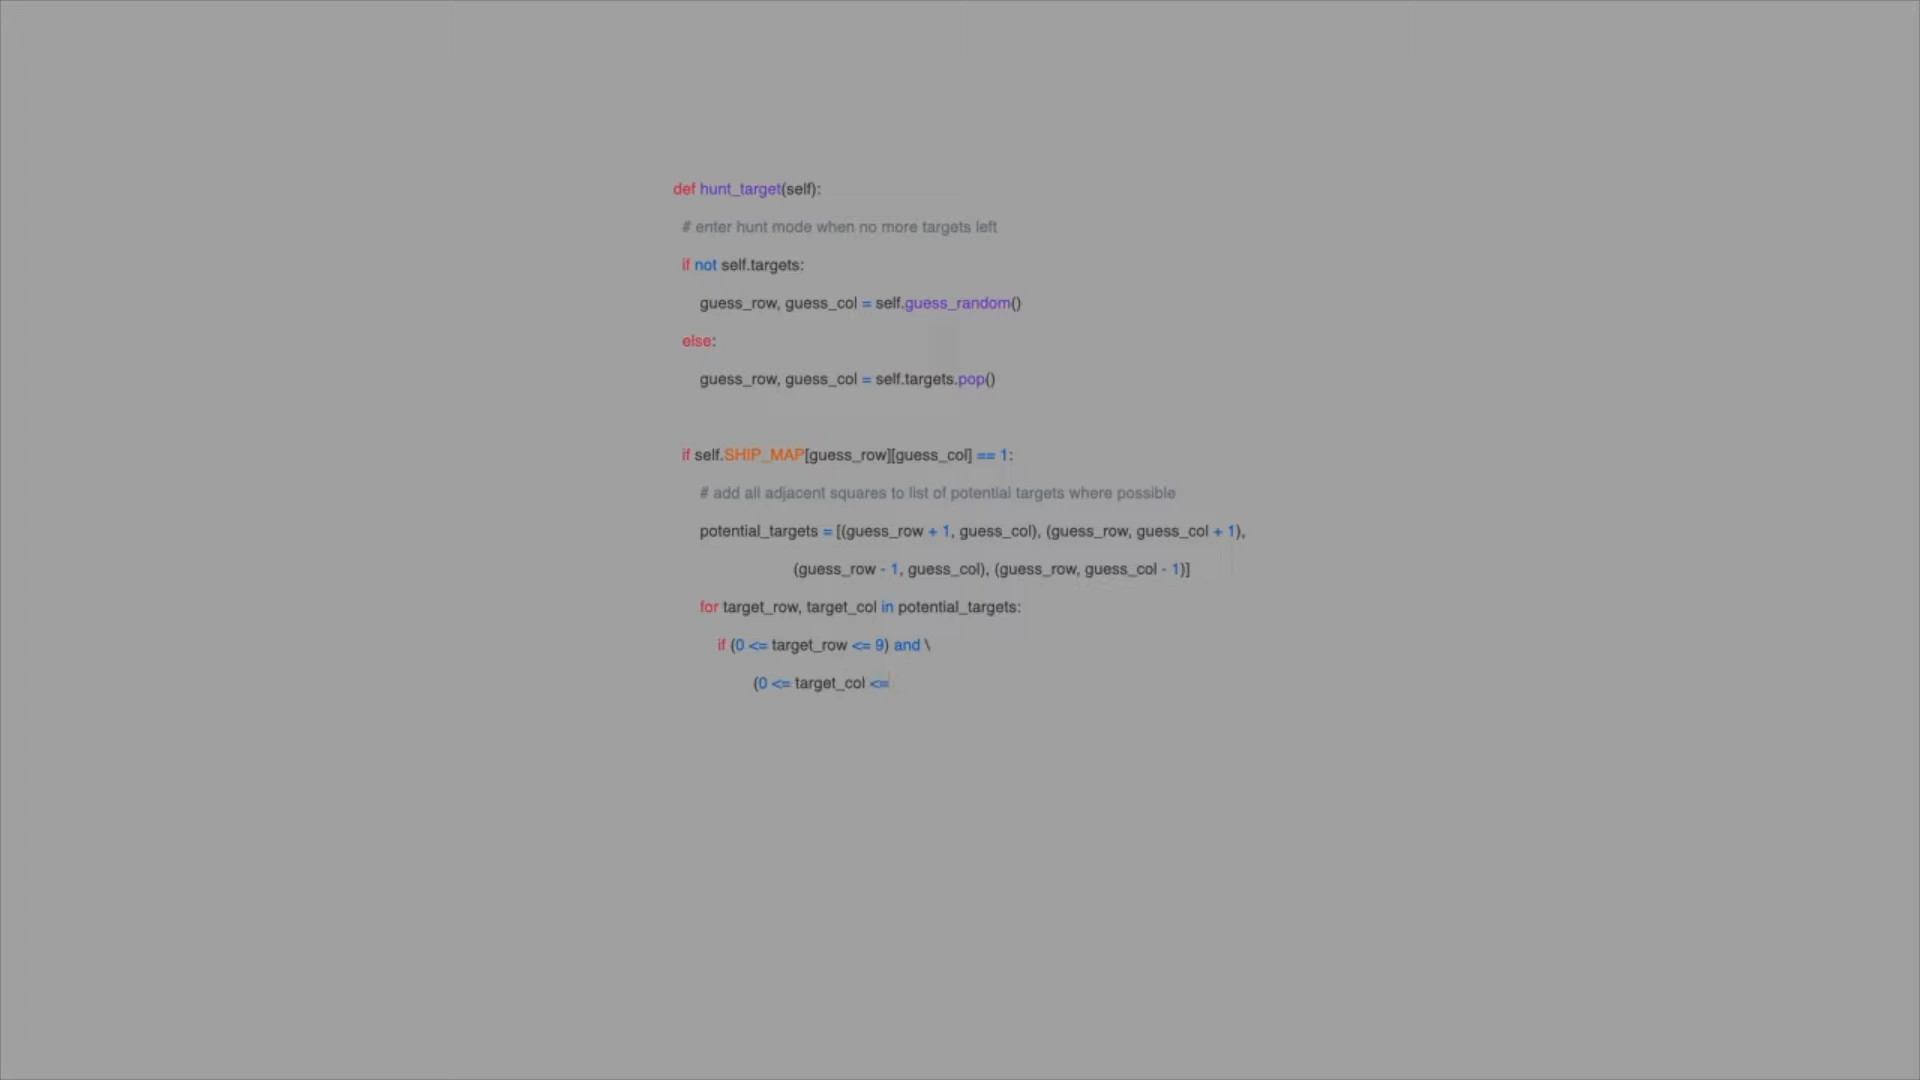 def hunt_target(self):
# enter hunt mode when no more targets left
if not self.targets:
guess_row, guess_col = self.guess_random()
else:
guess_row, guess_col = self.targets.pop()
if self.SHIP_MAP[guess_row][guess_col] == 1:
# add all adjacent squares to list of potential targets where possible
potential_targets = [(guess_row + 1, guess_col), (guess_row, guess_col + 1),
(guess_row - 1, guess_col), (guess_row, guess_col - 1)]
for target_row, target_col in potential_targets:
if (0 <= target_row <= 9) and \
(0 <= target_col <=